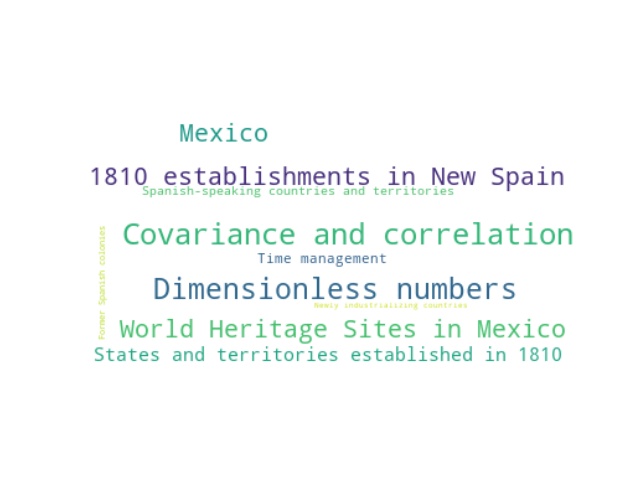 Mexico
1810 establishments in New Spain
Spanish-speaking countries and territories
Former Spanish colonies
Covariance and correlation
Time management
Dimensionless numbers
Newly industrializing countries
World Heritage Sites in Mexico
States and territories established in 1810